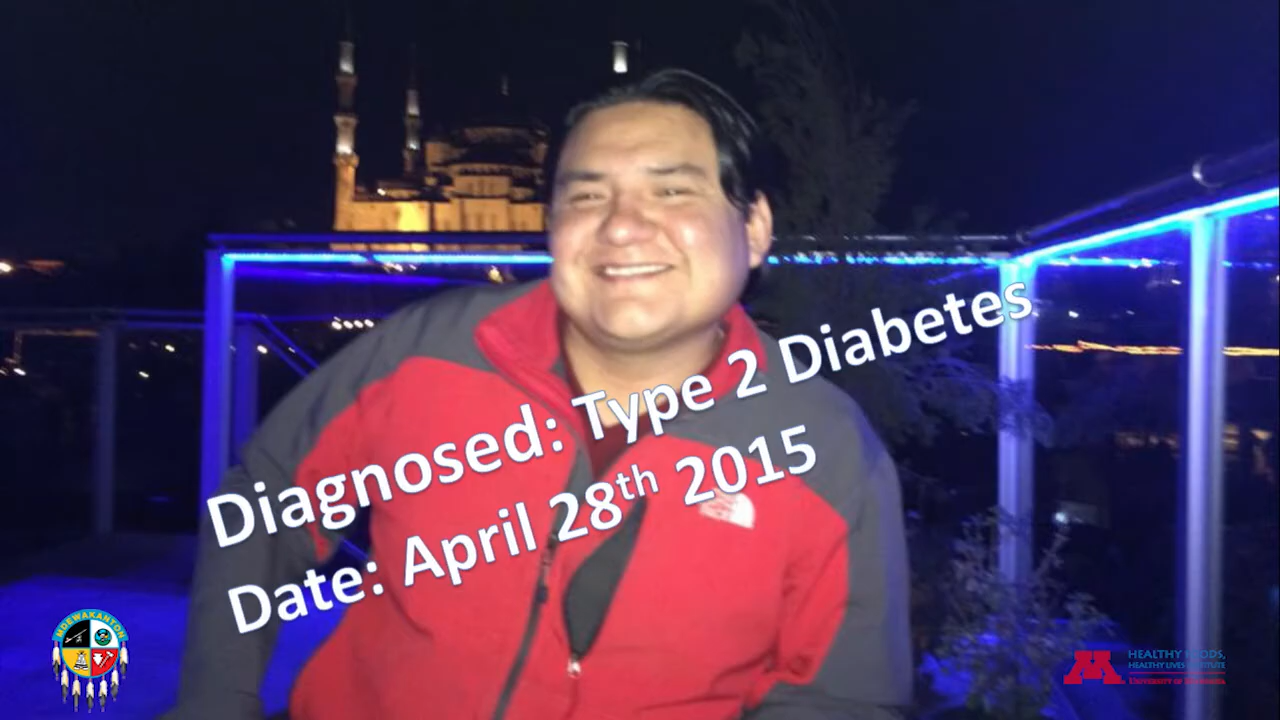 Diagnosed: Type 2 Diabetes
Date: April 28th 2015
MDEWAKANTON
HEALTHY FOODS,
HEALTHY LIVES INSTITUTE
UNIVERSITY OF MINNESOTA